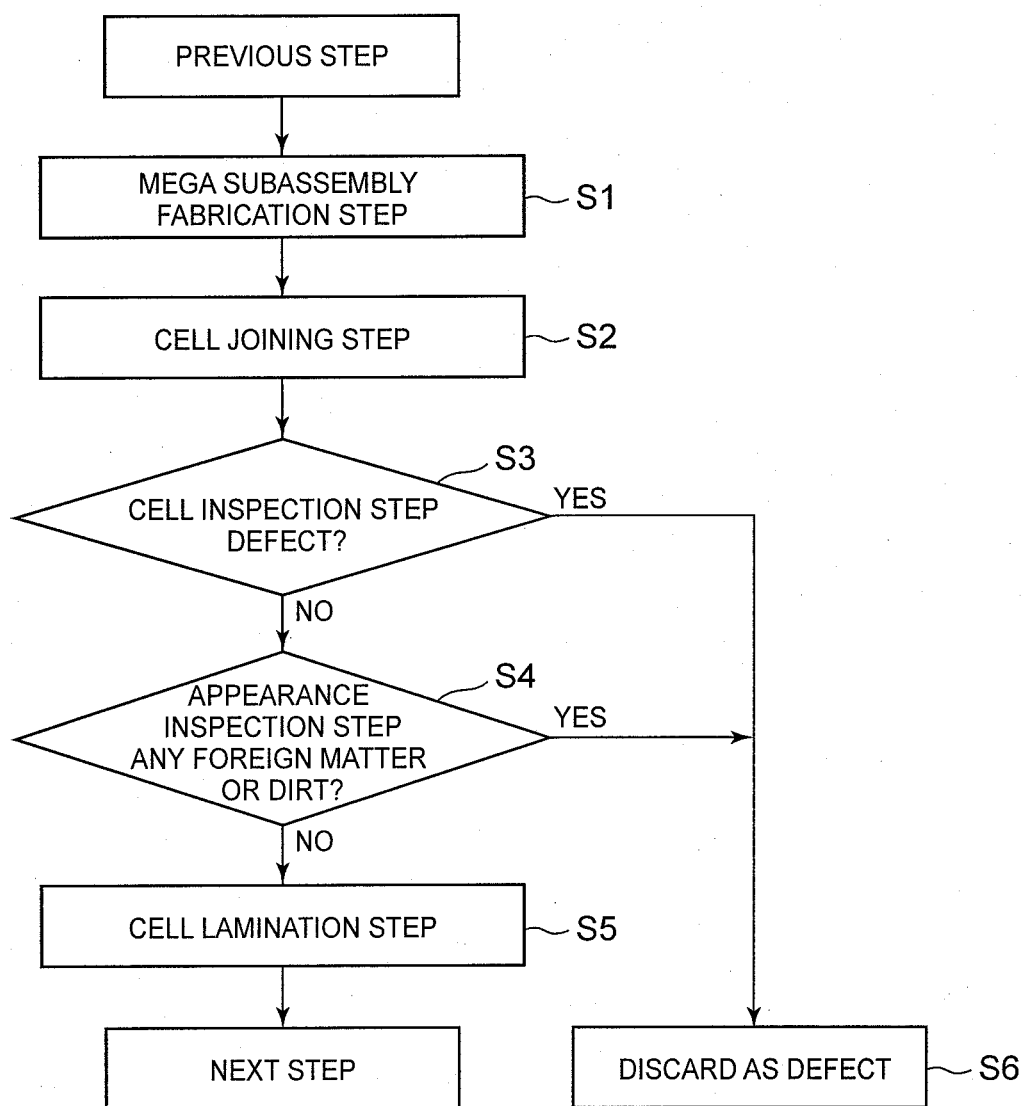 PREVIOUS STEP
MEGA SUBASSEMBLY
FABRICATION STEP
S1
CELL JOINING STEP
S2
S3
CELL INSPECTION STEP
DEFECT?
YES
NO
S4
APPEARANCE
INSPECTION STEP
ANY FOREIGN MATTER
OR DIRT?
YES
NO
CELL LAMINATION STEP
S5
NEXT STEP
DISCARD AS DEFECT
S6